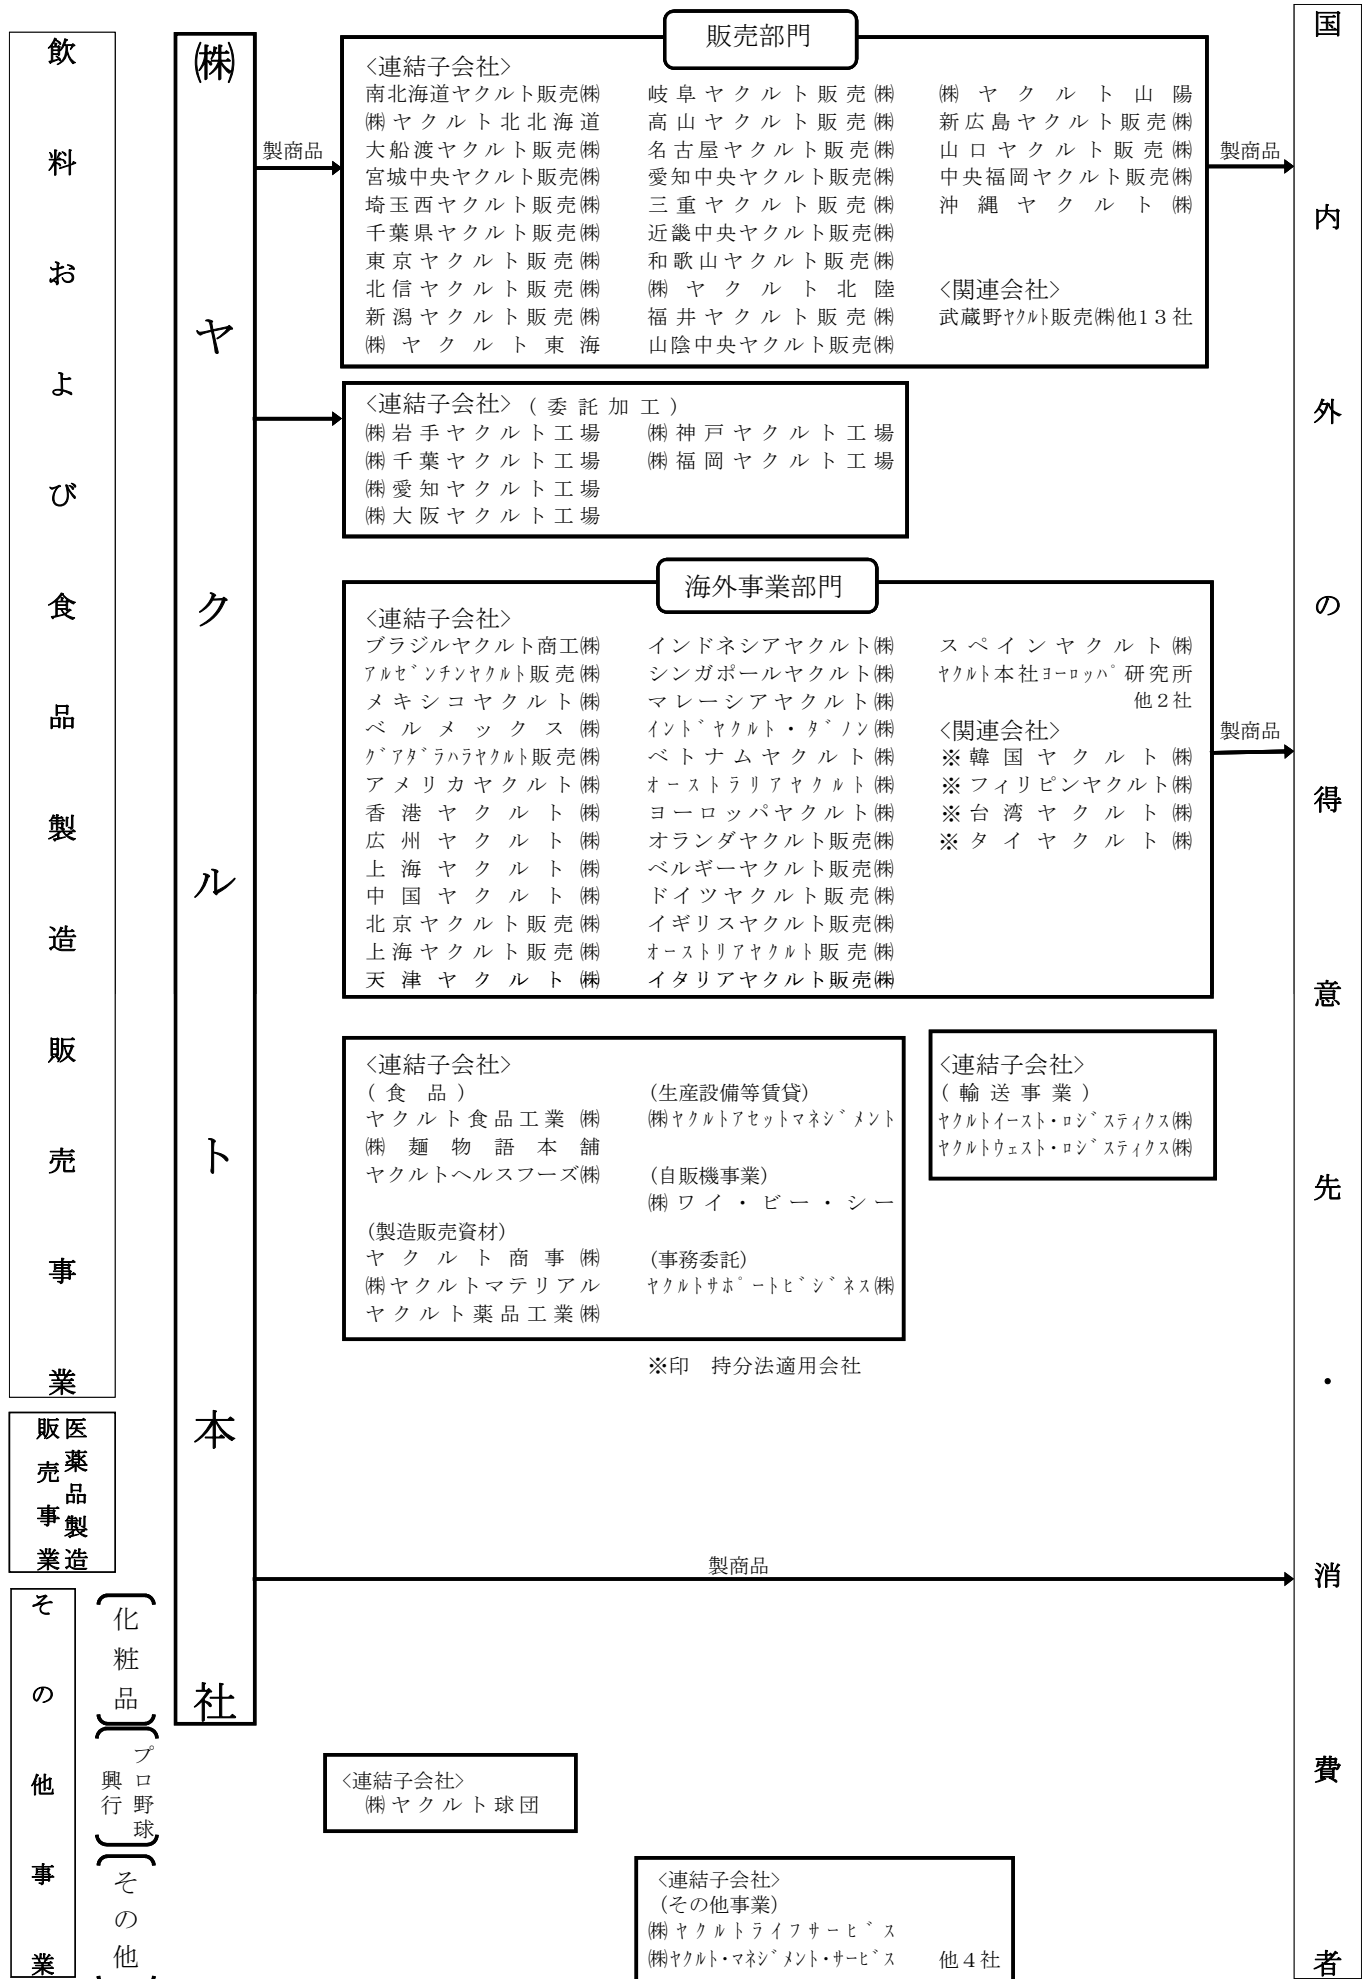 飲料および食品製造販売事業
医薬品製造
販売事業
その他事業
化粧品
プロ野球
興行
その他
㈱ヤクルト本社
製商品
販売部門
<連結子会社>
南北海道ヤクルト販売㈱
㈱ヤクルト北北海道
大船渡ヤクルト販売㈱
宮城中央ヤクルト販売㈱
埼玉西ヤクルト販売㈱
千葉県ヤクルト販売㈱
東京ヤクルト販売㈱
北信ヤクルト販売㈱
新潟ヤクルト販売㈱
㈱ヤクルト東海
岐阜ヤクルト販売㈱
高山ヤクルト販売㈱
名古屋ヤクルト販売㈱
愛知中央ヤクルト販売㈱
三重ヤクルト販売㈱
近畿中央ヤクルト販売㈱
和歌山ヤクルト販売㈱
㈱ヤクルト北陸
福井ヤクルト販売㈱
山陰中央ヤクルト販売㈱
㈱ヤクルト山陽
新広島ヤクルト販売㈱
山口ヤクルト販売㈱
中央福岡ヤクルト販売㈱
沖縄ヤクルト㈱
<関連会社>
武蔵野ﾔｸﾙﾄ販売㈱他13社
製商品
<連結子会社>(委託加工)
㈱岩手ヤクルト工場
㈱千葉ヤクルト工場
㈱愛知ヤクルト工場
㈱大阪ヤクルト工場
㈱神戸ヤクルト工場
㈱福岡ヤクルト工場
海外事業部門
<連結子会社>
ブラジルヤクルト商工㈱
ｱﾙｾﾞﾝﾁﾝﾔｸﾙﾄ販売㈱
メキシコヤクルト㈱
ベルメックス㈱
ｸﾞｱﾀﾞﾗﾊﾗﾔｸﾙﾄ販売㈱
アメリカヤクルト㈱
香港ヤクルト㈱
広州ヤクルト㈱
上海ヤクルト㈱
中国ヤクルト㈱
北京ヤクルト販売㈱
上海ヤクルト販売㈱
天津ヤクルト㈱
インドネシアヤクルト㈱
シンガポールヤクルト㈱
マレーシアヤクルト㈱
ｲﾝﾄﾞﾔｸﾙﾄ・ﾀﾞﾉﾝ㈱
ベトナムヤクルト㈱
ｵｰｽﾄﾗﾘｱﾔｸﾙﾄ㈱
ヨーロッパヤクルト㈱
オランダヤクルト販売㈱
ベルギーヤクルト販売㈱
ドイツヤクルト販売㈱
イギリスヤクルト販売㈱
ｵｰｽﾄﾘｱﾔｸﾙﾄ販売㈱
イタリアヤクルト販売㈱
スペインヤクルト㈱
ﾔｸﾙﾄ本社ﾖｰﾛｯﾊﾟ研究所
他2社
<関連会社>
※韓国ヤクルト㈱
※フィリピンヤクルト㈱
※台湾ヤクルト㈱
※タイヤクルト㈱
製商品
<連結子会社>
(食品)
ヤクルト食品工業㈱
㈱麺物語本舗
ヤクルトヘルスフーズ㈱
(製造販売資材)
ヤクルト商事㈱
㈱ヤクルトマテリアル
ヤクルト薬品工業㈱
(生産設備等賃貸)
㈱ﾔｸﾙﾄｱｾｯﾄﾏﾈｼﾞﾒﾝﾄ
(自販機事業)
㈱ワイ・ビー・シー
(事務委託)
ﾔｸﾙﾄｻﾎﾟｰﾄﾋﾞｼﾞﾈｽ㈱
<連結子会社>
(輸送事業)
ﾔｸﾙﾄｲｰｽﾄ・ﾛｼﾞｽﾃｨｸｽ㈱
ﾔｸﾙﾄｳｪｽﾄ・ﾛｼﾞｽﾃｨｸｽ㈱
※印　持分法適用会社
製商品
<連結子会社>
㈱ヤクルト球団
<連結子会社>
(その他事業)
㈱ﾔｸﾙﾄﾗｲﾌｻｰﾋﾞｽ
㈱ﾔｸﾙﾄ・ﾏﾈｼﾞﾒﾝﾄ・ｻｰﾋﾞｽ　他4社
国内外の得意先・消費者